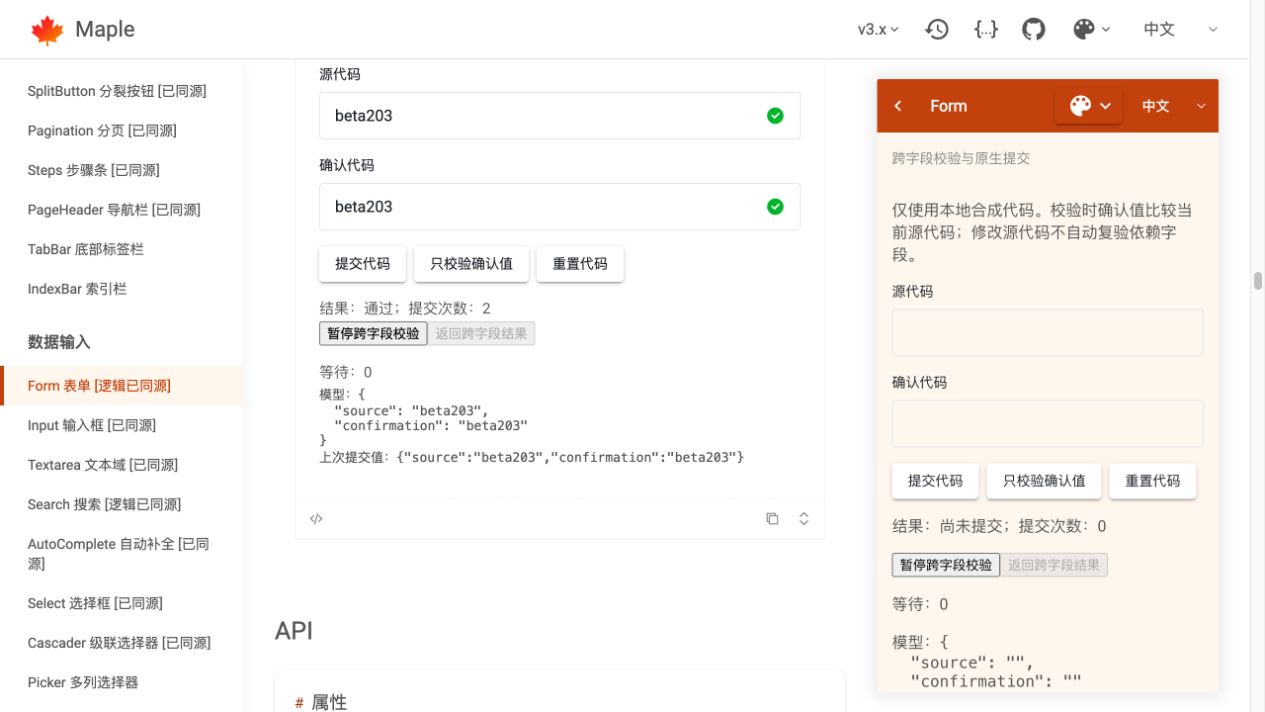 Maple
v3.x
{...}
中文
SplitButton 分裂按钮 [已同源]
Pagination 分页 [已同源]
Steps 步骤条 [已同源]
PageHeader 导航栏 [已同源]
TabBar 底部标签栏
IndexBar 索引栏
数据输入
Form 表单 [逻辑已同源]
Input 输入框 [已同源]
Textarea 文本域 [已同源]
Search 搜索 [逻辑已同源]
AutoComplete 自动补全 [已同
源]
Select 选择框 [已同源]
Cascader 级联选择器 [已同源]
Picker 多列选择器
源代码
beta203
确认代码
beta203
提交代码 只校验确认值 重置代码
结果：通过；提交次数：2
暂停跨字段校验 返回跨字段结果
等待：0
模型：{
"source": "beta203",
"confirmation": "beta203"
}
上次提交值：{"source":"beta203","confirmation":"beta203"}
API
# 属性
Form
中文
跨字段校验与原生提交
仅使用本地合成代码。校验时确认值比较当
前源代码；修改源代码不自动复验依赖字
段。
源代码
确认代码
提交代码 只校验确认值 重置代码
结果：尚未提交；提交次数：0
暂停跨字段校验 返回跨字段结果
等待：0
模型：{
"source": "",
"confirmation": ""